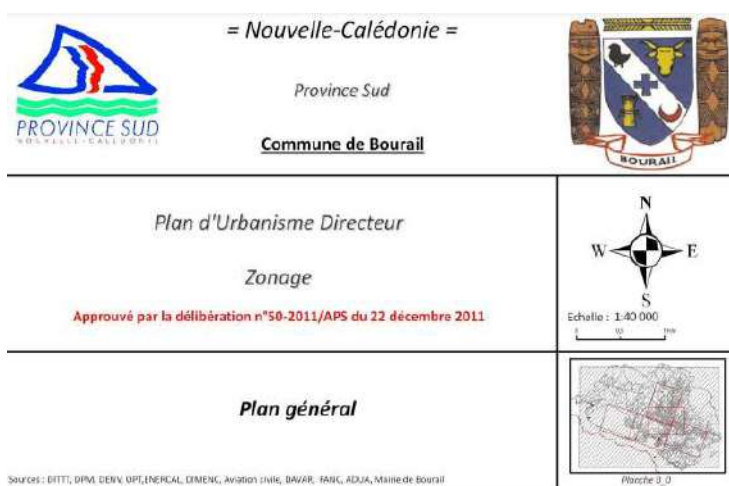 = Nouvelle-Calédonie =
Province Sud
Commune de Bourail
PROVINCE SUD
NOUVELLE-CALEDONIE
BOURAIL
Plan d'Urbanisme Directeur
Zonage
Approuvé par la délibération n°50-2011/APS du 22 décembre 2011
N
W E
S
Echelle : 1:40 000
Plan général
Sources : DITTT, DPM, DENV, OPT, ENERCAL, DIMENC, Aviation civile, DAVAR, FANC, ADUA, Mairie de Bourail
Planche 0_0